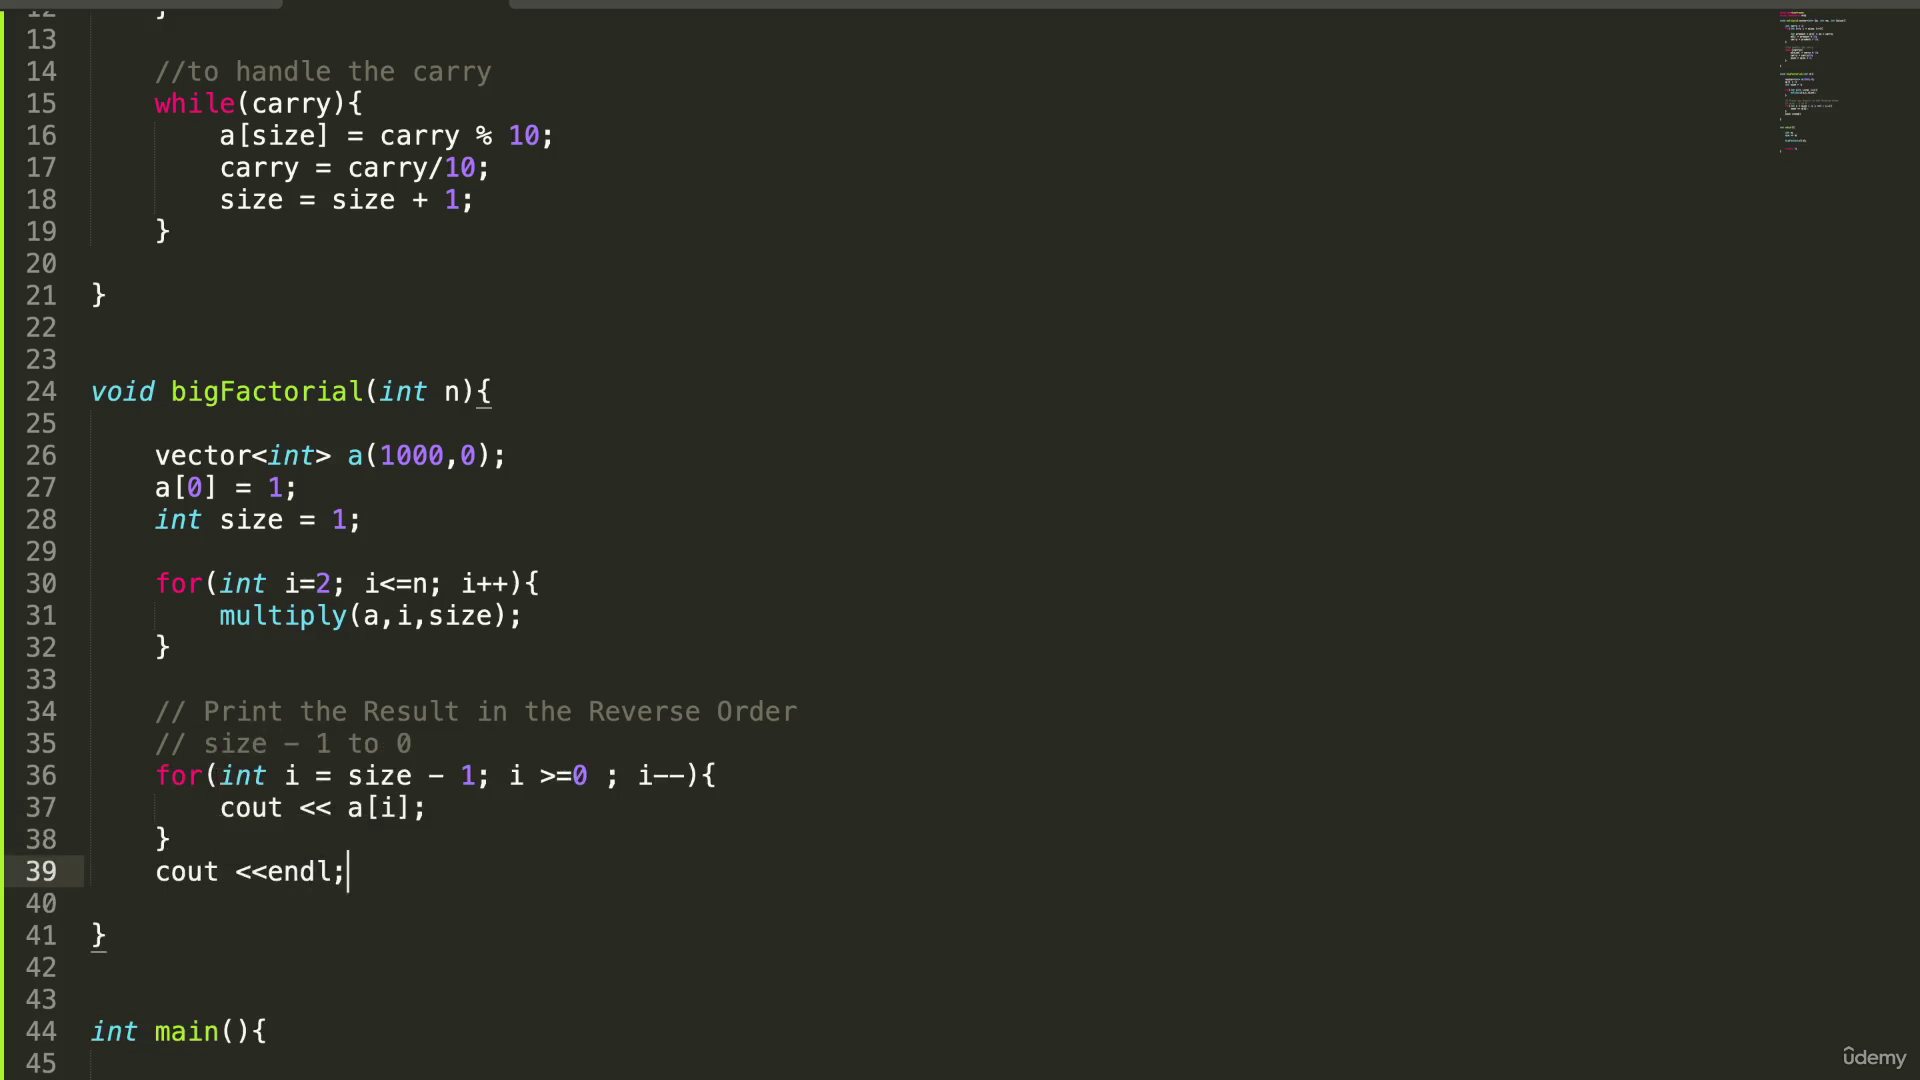 12 }
13
14 //to handle the carry
15 while(carry){
16 a[size] = carry % 10;
17 carry = carry/10;
18 size = size + 1;
19 }
20
21 }
22
23
24 void bigFactorial(int n){
25
26 vector<int> a(1000,0);
27 a[0] = 1;
28 int size = 1;
29
30 for(int i=2; i<=n; i++){
31 multiply(a,i,size);
32 }
33
34 // Print the Result in the Reverse Order
35 // size - 1 to 0
36 for(int i = size - 1; i >=0 ; i--){
37 cout << a[i];
38 }
39 cout <<endl;
40
41 }
42
43
44 int main(){
45
udemy